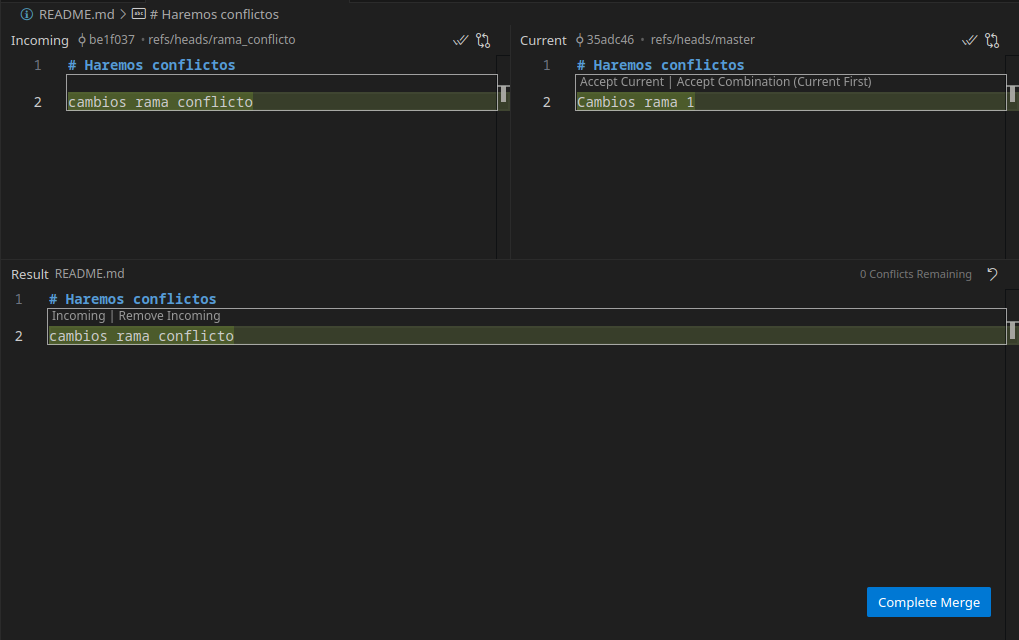 README.md > # Haremos conflictos
Incoming be1f037 • refs/heads/rama_conflicto
1 # Haremos conflictos
2 cambios rama conflicto
Current 35adc46 • refs/heads/master
1 # Haremos conflictos
Accept Current | Accept Combination (Current First)
2 Cambios rama 1
Result README.md
0 Conflicts Remaining
1 # Haremos conflictos
Incoming | Remove Incoming
2 cambios rama conflicto
Complete Merge